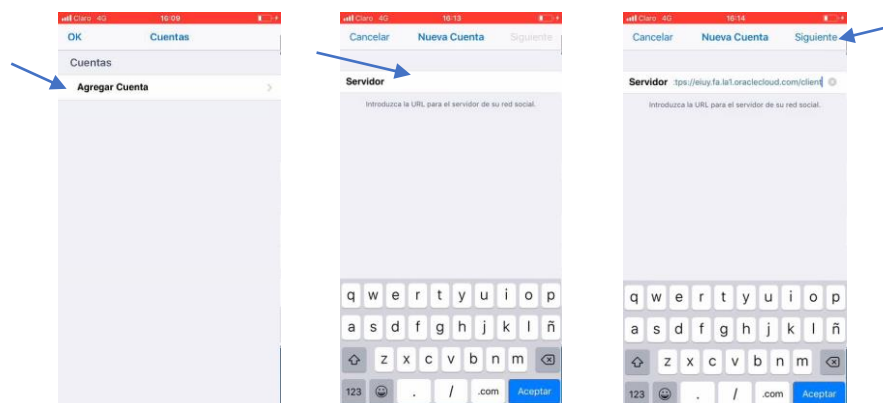 Claro 4G 16:09
OK Cuentas
Cuentas
Agregar Cuenta
Claro 4G 16:13
Cancelar Nueva Cuenta Siguiente
Servidor
Introduzca la URL para el servidor de su red social.
q w e r t y u i o p
a s d f g h j k l ñ
z x c v b n m
123 . / .com Aceptar
Claro 4G 16:14
Cancelar Nueva Cuenta Siguiente
Servidor tps://eiuy.fa.la1.oraclecloud.com/client
Introduzca la URL para el servidor de su red social.
q w e r t y u i o p
a s d f g h j k l ñ
z x c v b n m
123 . / .com Aceptar